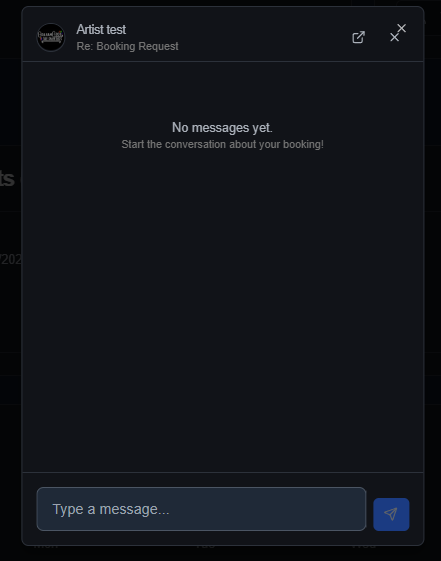 Artist test
Re: Booking Request
No messages yet.
Start the conversation about your booking!
Type a message...